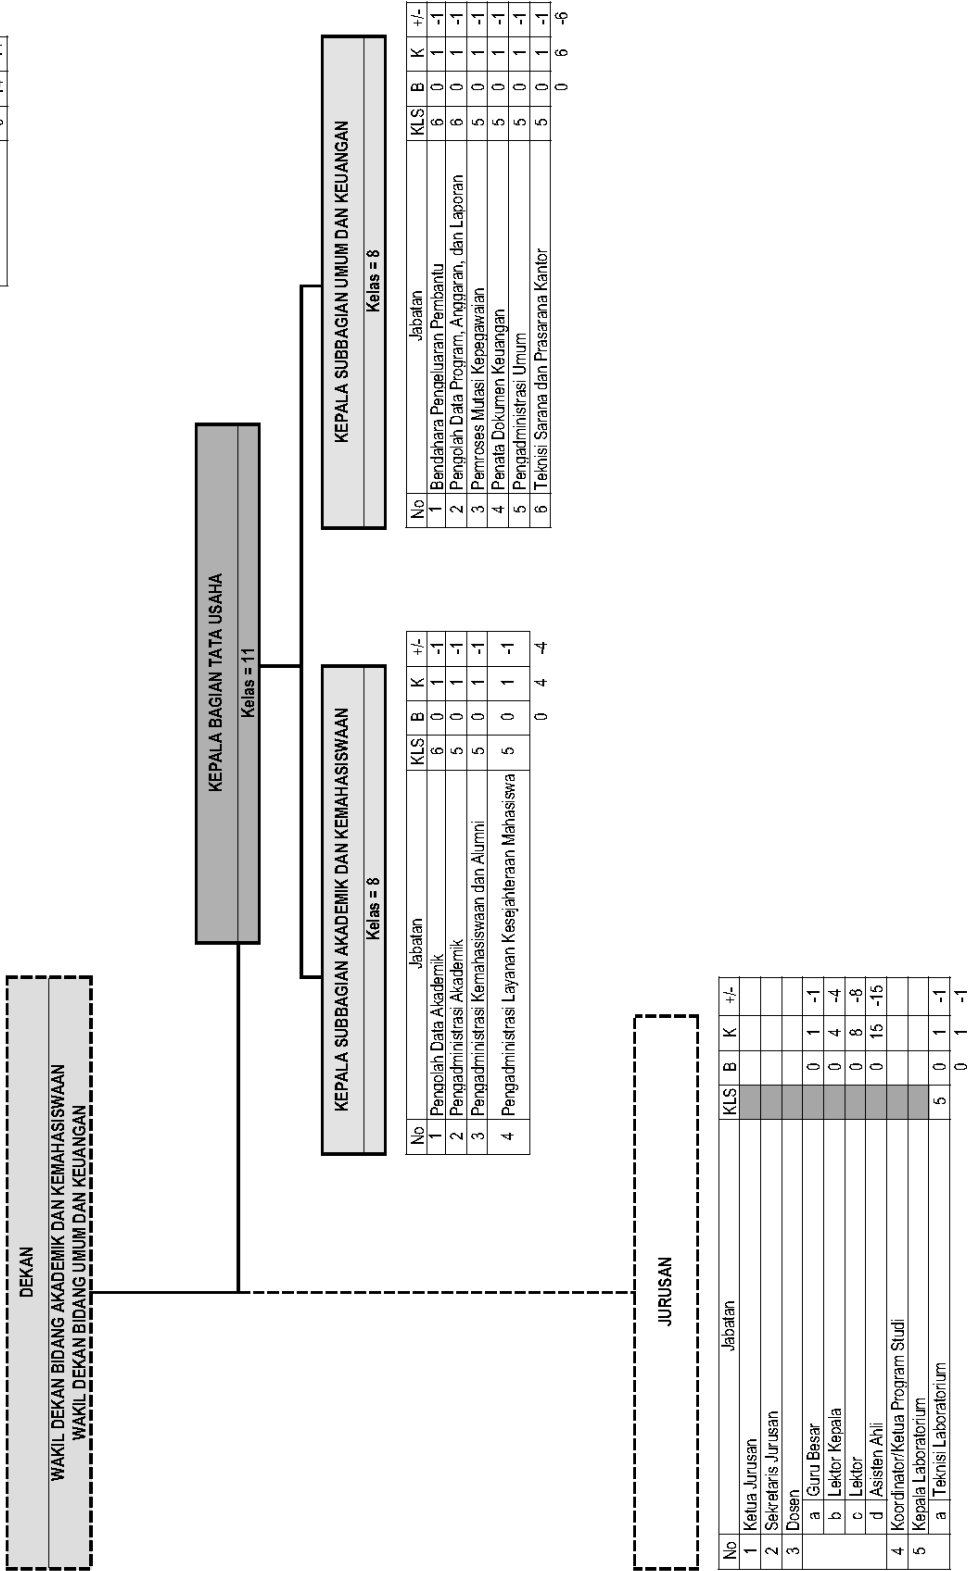 DEKAN
WAKIL DEKAN BIDANG AKADEMIK DAN KEMAHASISWAAN
WAKIL DEKAN BIDANG UMUM DAN KEUANGAN
KEPALA BAGIAN TATA USAHA
Kelas = 11
KEPALA SUBBAGIAN AKADEMIK DAN KEMAHASISWAAN
Kelas = 8
No Jabatan KLS B K +/-
1 Pengolah Data Akademik 6 0 1 -1
2 Pengadministrasi Akademik 5 0 1 -1
3 Pengadministrasi Kemahasiswaan dan Alumni 5 0 1 -1
4 Pengadministrasi Layanan Kesejahteraan Mahasiswa 5 0 1 -1
0 4 -4
KEPALA SUBBAGIAN UMUM DAN KEUANGAN
Kelas = 8
No Jabatan KLS B K +/-
1 Bendahara Pengeluaran Pembantu 6 0 1 -1
2 Pengolah Data Program, Anggaran, dan Laporan 6 0 1 -1
3 Pemroses Mutasi Kepegawaian 5 0 1 -1
4 Penata Dokumen Keuangan 5 0 1 -1
5 Pengadministrasi Umum 5 0 1 -1
6 Teknisi Sarana dan Prasarana Kantor 5 0 1 -1
0 6 -6
JURUSAN
No Jabatan KLS B K +/-
1 Ketua Jurusan
2 Sekretaris Jurusan
3 Dosen
a Guru Besar 0 1 -1
b Lektor Kepala 0 4 -4
c Lektor 0 8 -8
d Asisten Ahli 0 15 -15
4 Koordinator/Ketua Program Studi
5 Kepala Laboratorium
a Teknisi Laboratorium 5 0 1 -1
0 1 -1